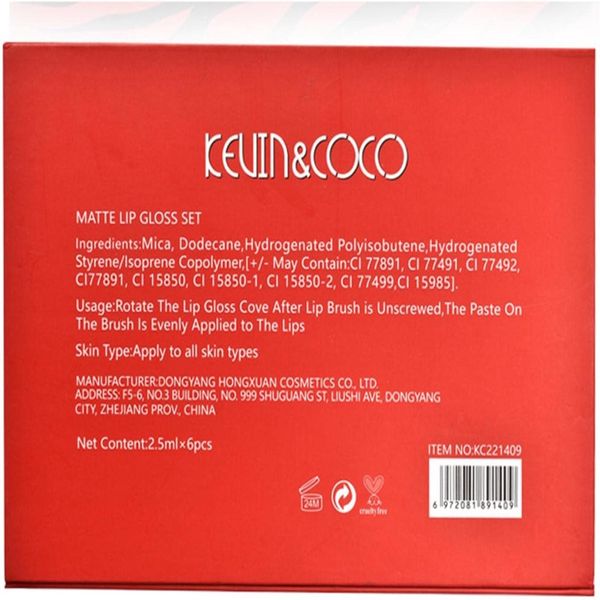 KEVIN&COCO
MATTE LIP GLOSS SET
Ingredients:Mica, Dodecane,Hydrogenated Polyisobutene,Hydrogenated
Styrene/Isoprene Copolymer,[+/- May Contain:CI 77891, CI 77491, CI 77492,
CI77891, CI 15850, CI 15850-1, CI 15850-2, CI 77499,CI 15985].
Usage:Rotate The Lip Gloss Cove After Lip Brush is Unscrewed,The Paste On
The Brush Is Evenly Applied to The Lips
Skin Type:Apply to all skin types
MANUFACTURER:DONGYANG HONGXUAN COSMETICS CO., LTD.
ADDRESS: F5-6, NO.3 BUILDING, NO. 999 SHUGUANG ST, LIUSHI AVE, DONGYANG
CITY, ZHEJIANG PROV., CHINA
Net Content:2.5ml×6pcs
ITEM NO:KC221409
24M
crueltyfree
6 972081 891409